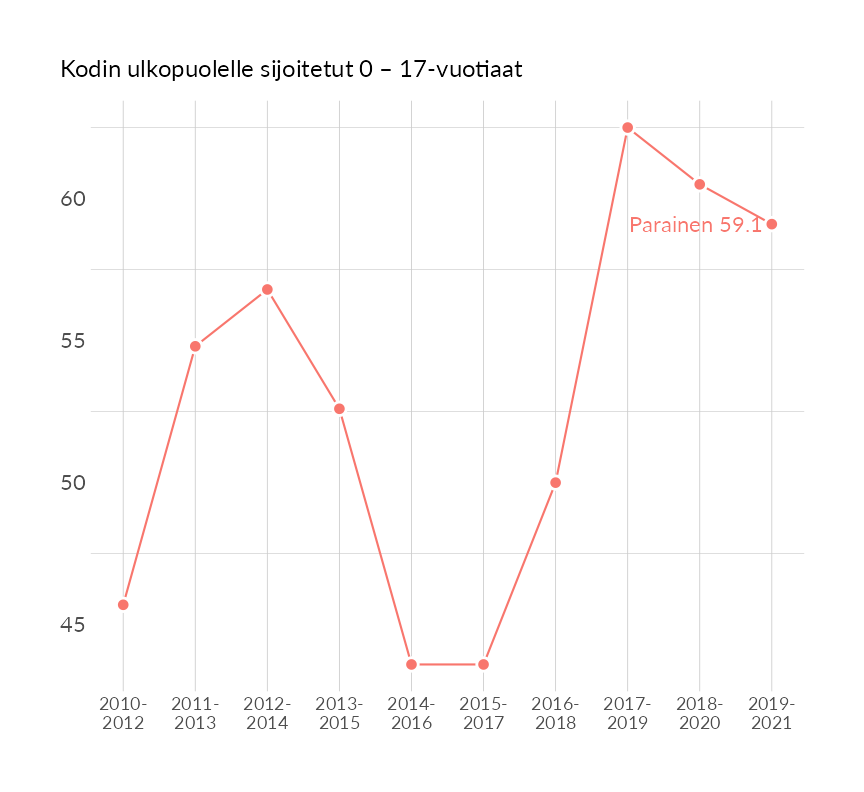 Kodin ulkopuolelle sijoitetut 0 – 17-vuotiaat
60
Parainen 59.1
55
50
45
2010- 2011- 2012- 2013- 2014- 2015- 2016- 2017- 2018- 2019-
2012 2013 2014 2015 2016 2017 2018 2019 2020 2021